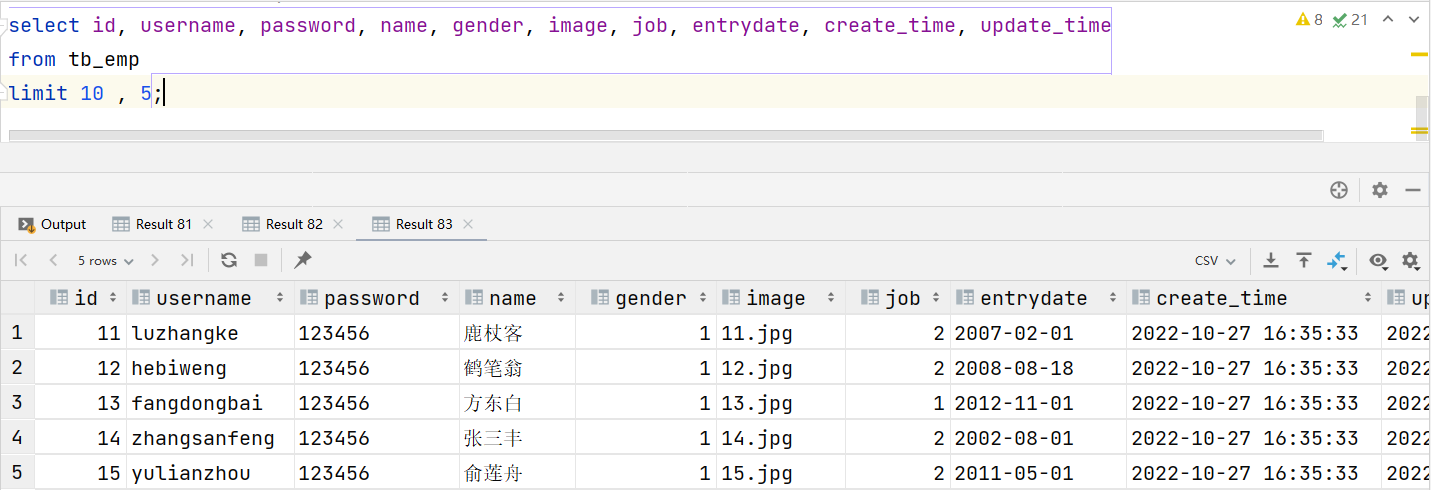 select id, username, password, name, gender, image, job, entrydate, create_time, update_time
8 21
from tb_emp
limit 10 , 5;
Output Result 81 Result 82 Result 83
5 rows CSV
id username password name gender image job entrydate create_time up
1 11 luzhangke 123456 鹿杖客 1 11.jpg 2 2007-02-01 2022-10-27 16:35:33 2022
2 12 hebiweng 123456 鹤笔翁 1 12.jpg 2 2008-08-18 2022-10-27 16:35:33 2022
3 13 fangdongbai 123456 方东白 1 13.jpg 1 2012-11-01 2022-10-27 16:35:33 2022
4 14 zhangsanfeng 123456 张三丰 1 14.jpg 2 2002-08-01 2022-10-27 16:35:33 2022
5 15 yulianzhou 123456 俞莲舟 1 15.jpg 2 2011-05-01 2022-10-27 16:35:33 2022